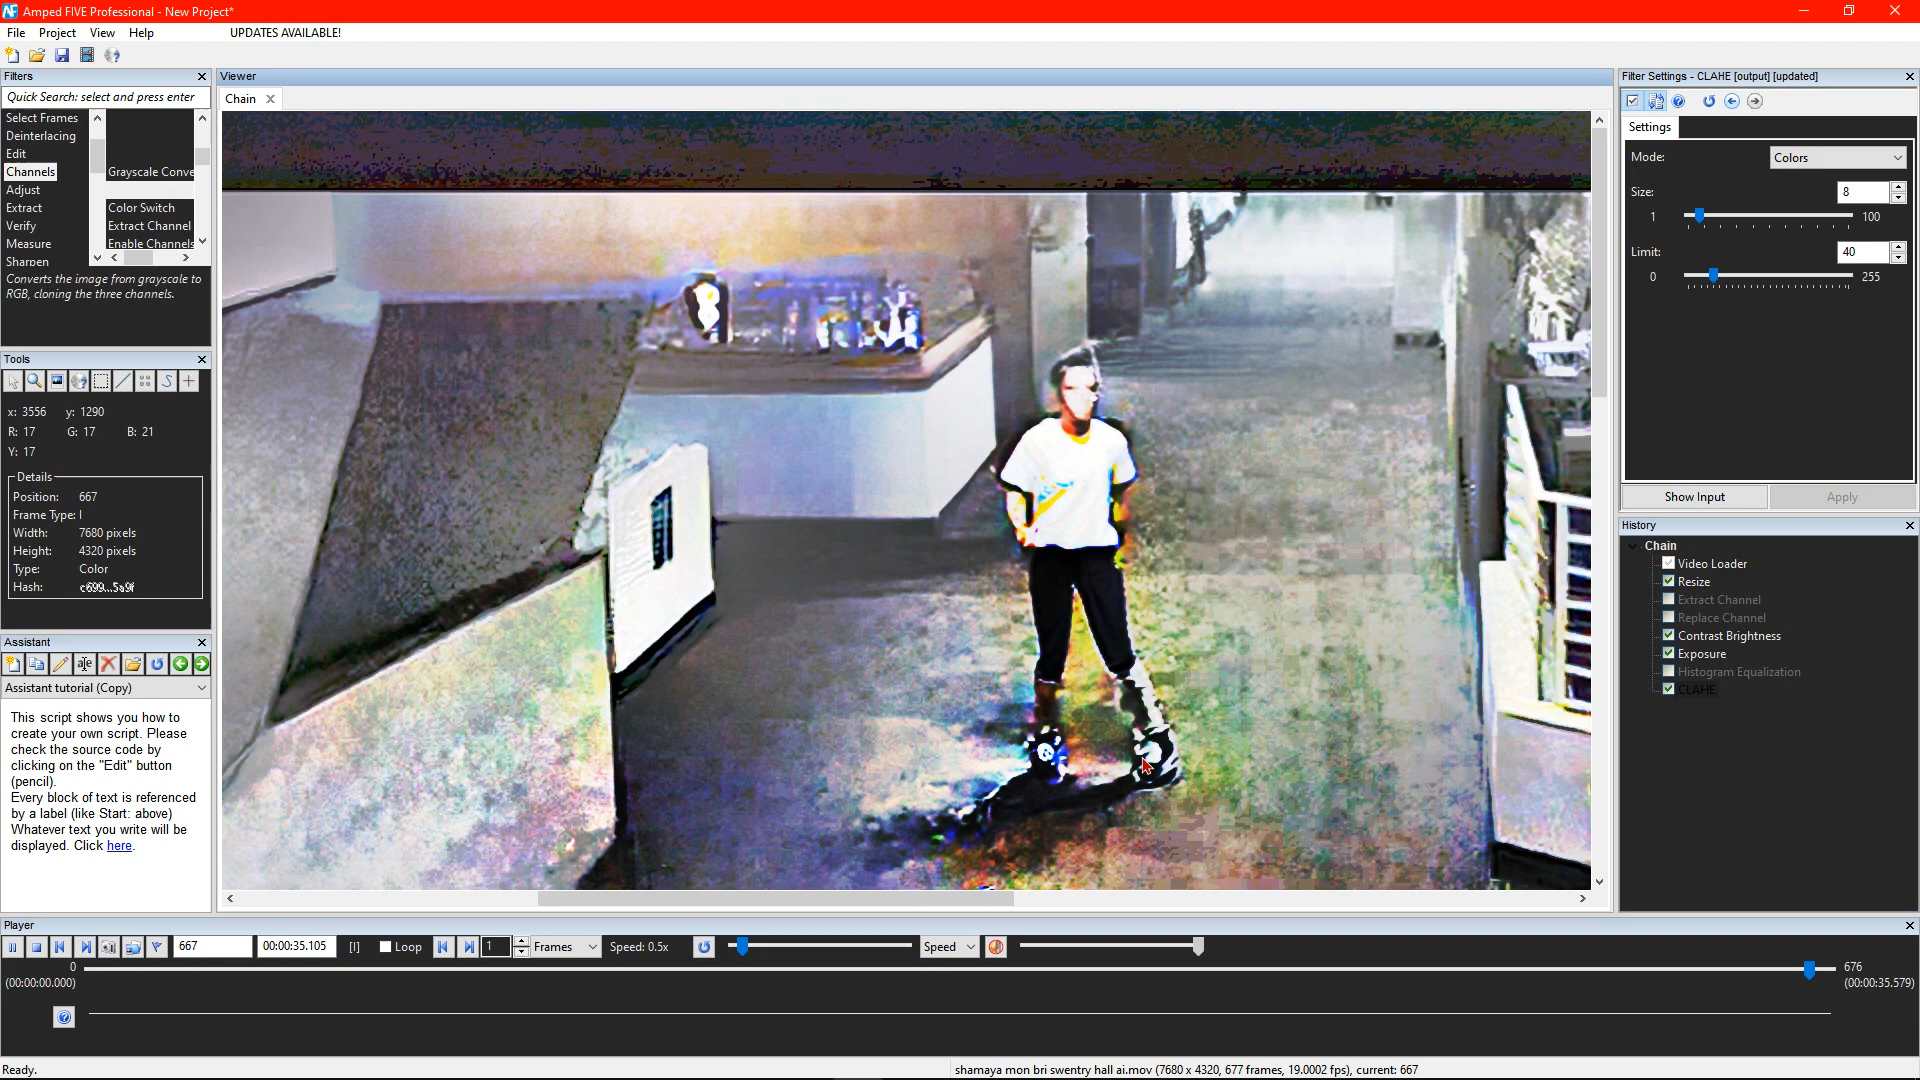 Amped FIVE Professional - New Project*
File Project View Help UPDATES AVAILABLE!
Filters
Quick Search: select and press enter
Select Frames
Deinterlacing
Edit
Channels
Adjust
Extract
Verify
Measure
Sharpen
Grayscale Conve
Color Switch
Extract Channel
Enable Channels
Converts the image from grayscale to
RGB, cloning the three channels.
Tools
x: 3556 y: 1290
R: 17 G: 17 B: 21
Y: 17
Details
Position: 667
Frame Type: I
Width: 7680 pixels
Height: 4320 pixels
Type: Color
Hash: c699...5a9f
Assistant
Assistant tutorial (Copy)
This script shows you how to
create your own script. Please
check the source code by
clicking on the "Edit" button
(pencil).
Every block of text is referenced
by a label (like Start: above)
Whatever text you write will be
displayed. Click here.
Viewer
Chain
Filter Settings - CLAHE [output] [updated]
Settings
Mode: Colors
Size: 8
1 100
Limit: 40
0 255
Show Input Apply
History
Chain
Video Loader
Resize
Extract Channel
Replace Channel
Contrast Brightness
Exposure
Histogram Equalization
CLAHE
Player
667 00:00:35.105 [I] Loop 1 Frames Speed: 0.5x Speed
0 676
(00:00:00.000) (00:00:35.579)
Ready. shamaya mon bri swentry hall ai.mov (7680 x 4320, 677 frames, 19.0002 fps), current: 667